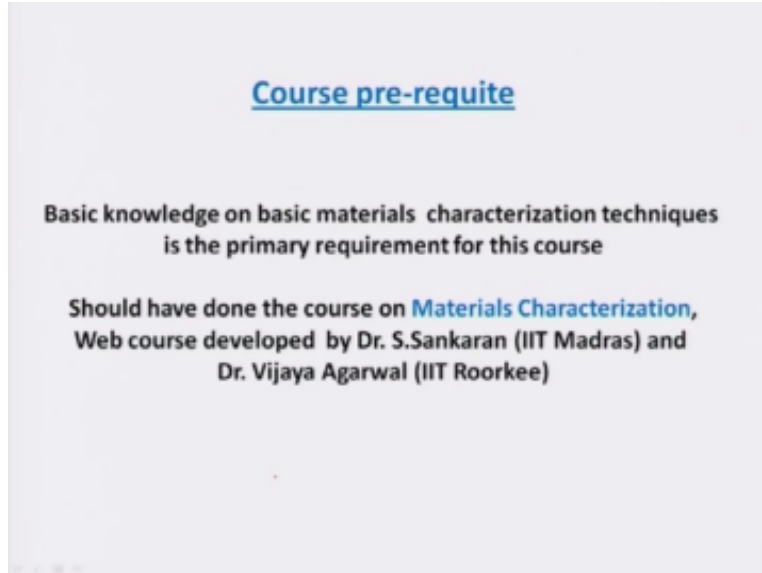 Course pre-requite
Basic knowledge on basic materials characterization techniques
is the primary requirement for this course
Should have done the course on Materials Characterization,
Web course developed by Dr. S.Sankaran (IIT Madras) and
Dr. Vijaya Agarwal (IIT Roorkee)